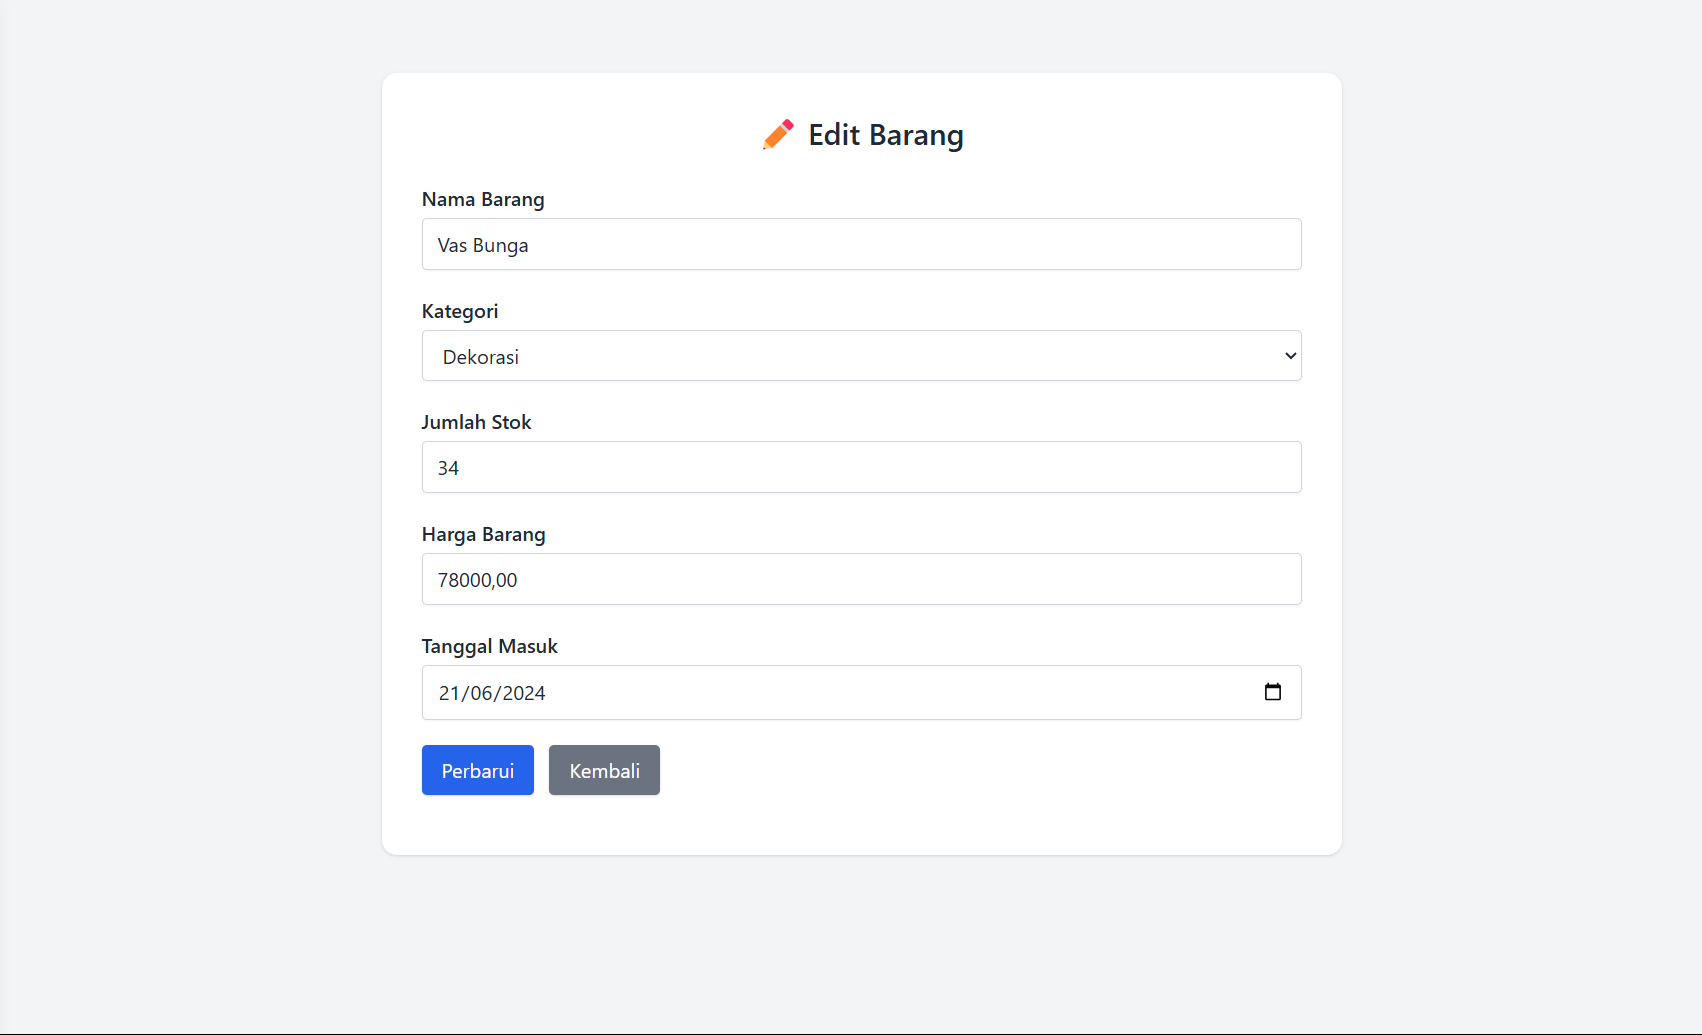 Edit Barang
Nama Barang
Vas Bunga
Kategori
Dekorasi
Jumlah Stok
34
Harga Barang
78000,00
Tanggal Masuk
21/06/2024
Perbarui Kembali